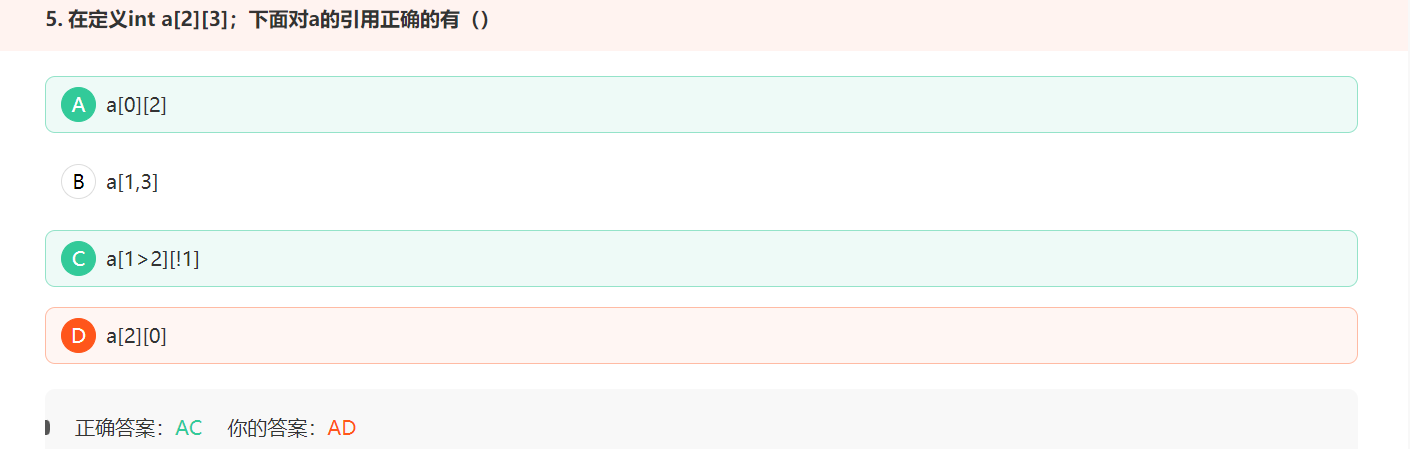 5. 在定义int a[2][3]；下面对a的引用正确的有（）
A a[0][2]
B a[1,3]
C a[1>2][!1]
D a[2][0]
正确答案：AC 你的答案：AD